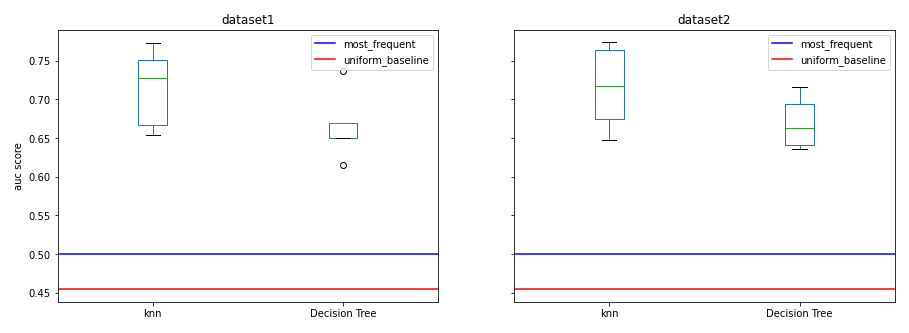 dataset1
auc score
0.75
0.70
0.65
0.60
0.55
0.50
0.45
most_frequent
uniform_baseline
knn
Decision Tree
dataset2
most_frequent
uniform_baseline
knn
Decision Tree